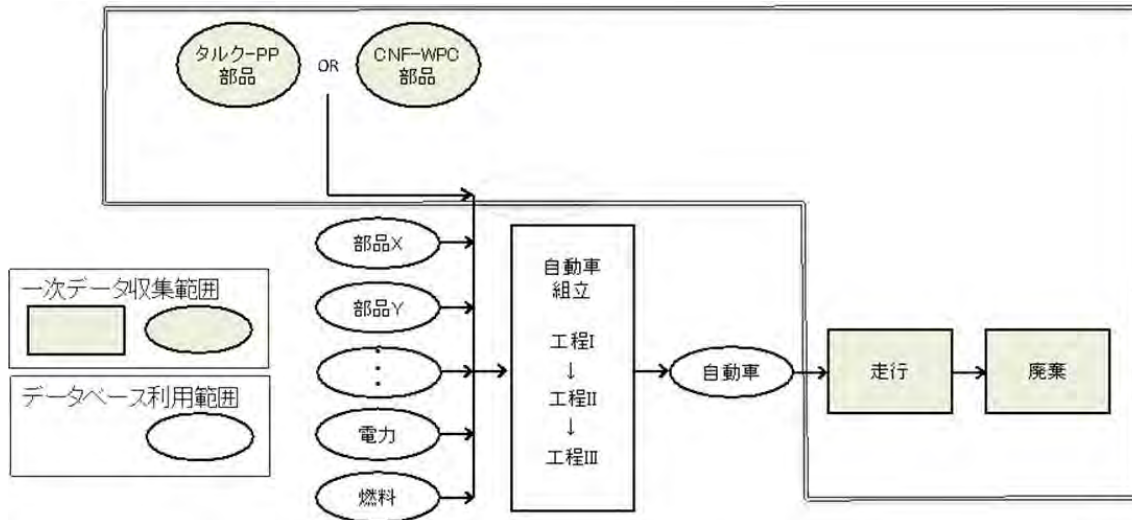 タルクーPP
部品
OR
CNF-WPC
部品
部品X
部品Y
:
電力
燃料
自動車
組立
工程I
↓
工程II
↓
工程III
自動車
走行
廃棄
一次データ収集範囲
データベース利用範囲